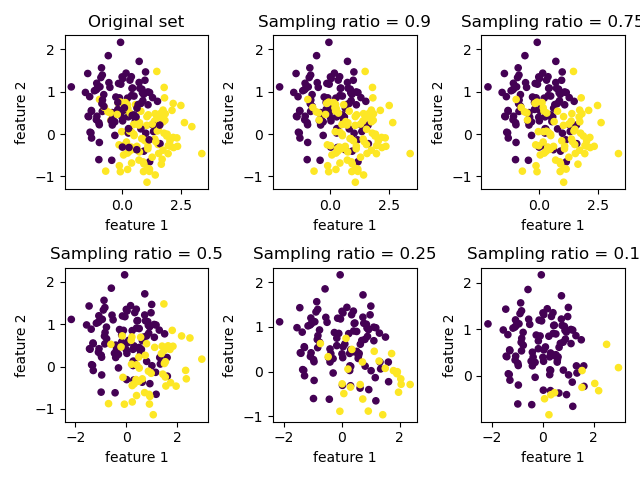 Original set
Sampling ratio = 0.9
Sampling ratio = 0.75
feature 2
2
1
0
−1
0.0
2.5
feature 1
feature 2
2
1
0
−1
0.0
2.5
feature 1
feature 2
2
1
0
−1
0.0
2.5
feature 1
Sampling ratio = 0.5
Sampling ratio = 0.25
Sampling ratio = 0.1
feature 2
2
1
0
−1
−2
0
2
feature 1
feature 2
2
1
0
−1
−2
0
2
feature 1
feature 2
2
1
0
−2
0
2
feature 1